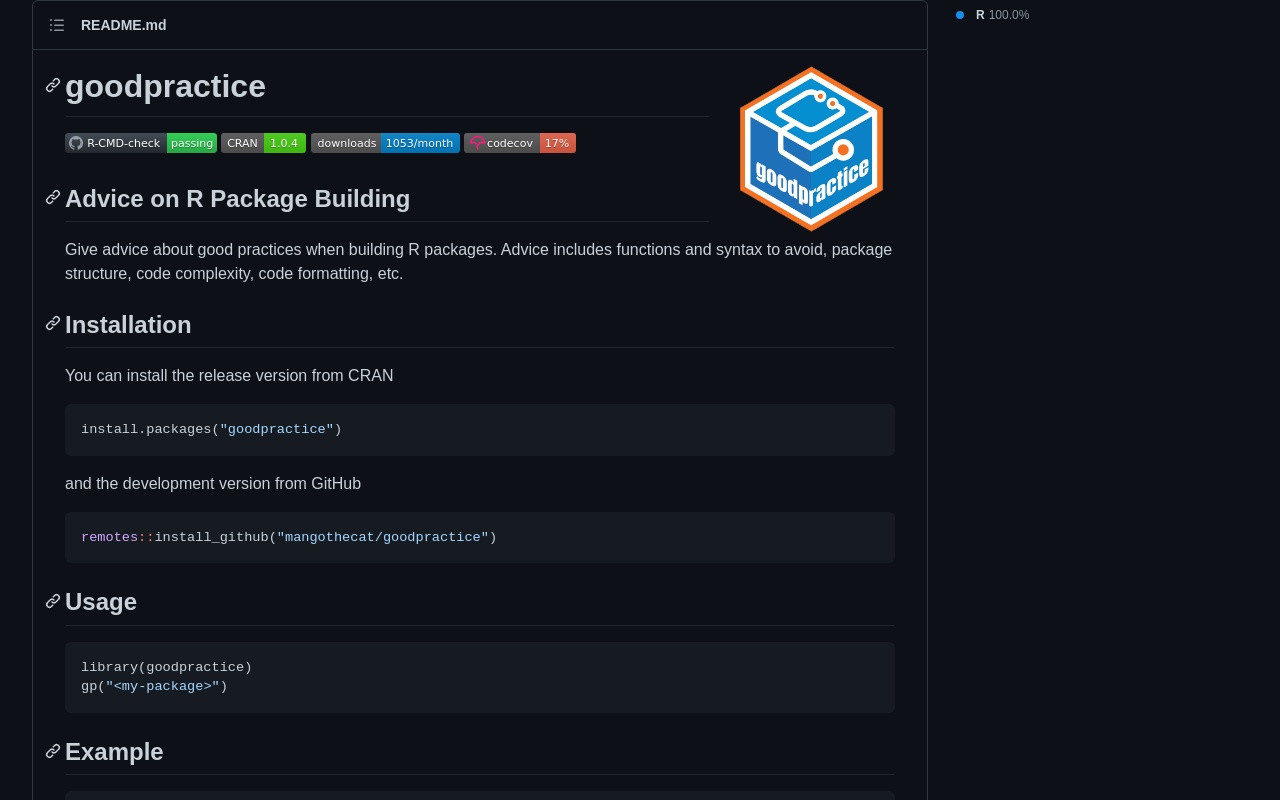 README.md
R 100.0%
goodpractice
R-CMD-check passing CRAN 1.0.4 downloads 1053/month codecov 17%
goodpractice
Advice on R Package Building
Give advice about good practices when building R packages. Advice includes functions and syntax to avoid, package
structure, code complexity, code formatting, etc.
Installation
You can install the release version from CRAN
install.packages("goodpractice")
and the development version from GitHub
remotes::install_github("mangothecat/goodpractice")
Usage
library(goodpractice)
gp("<my-package>")
Example